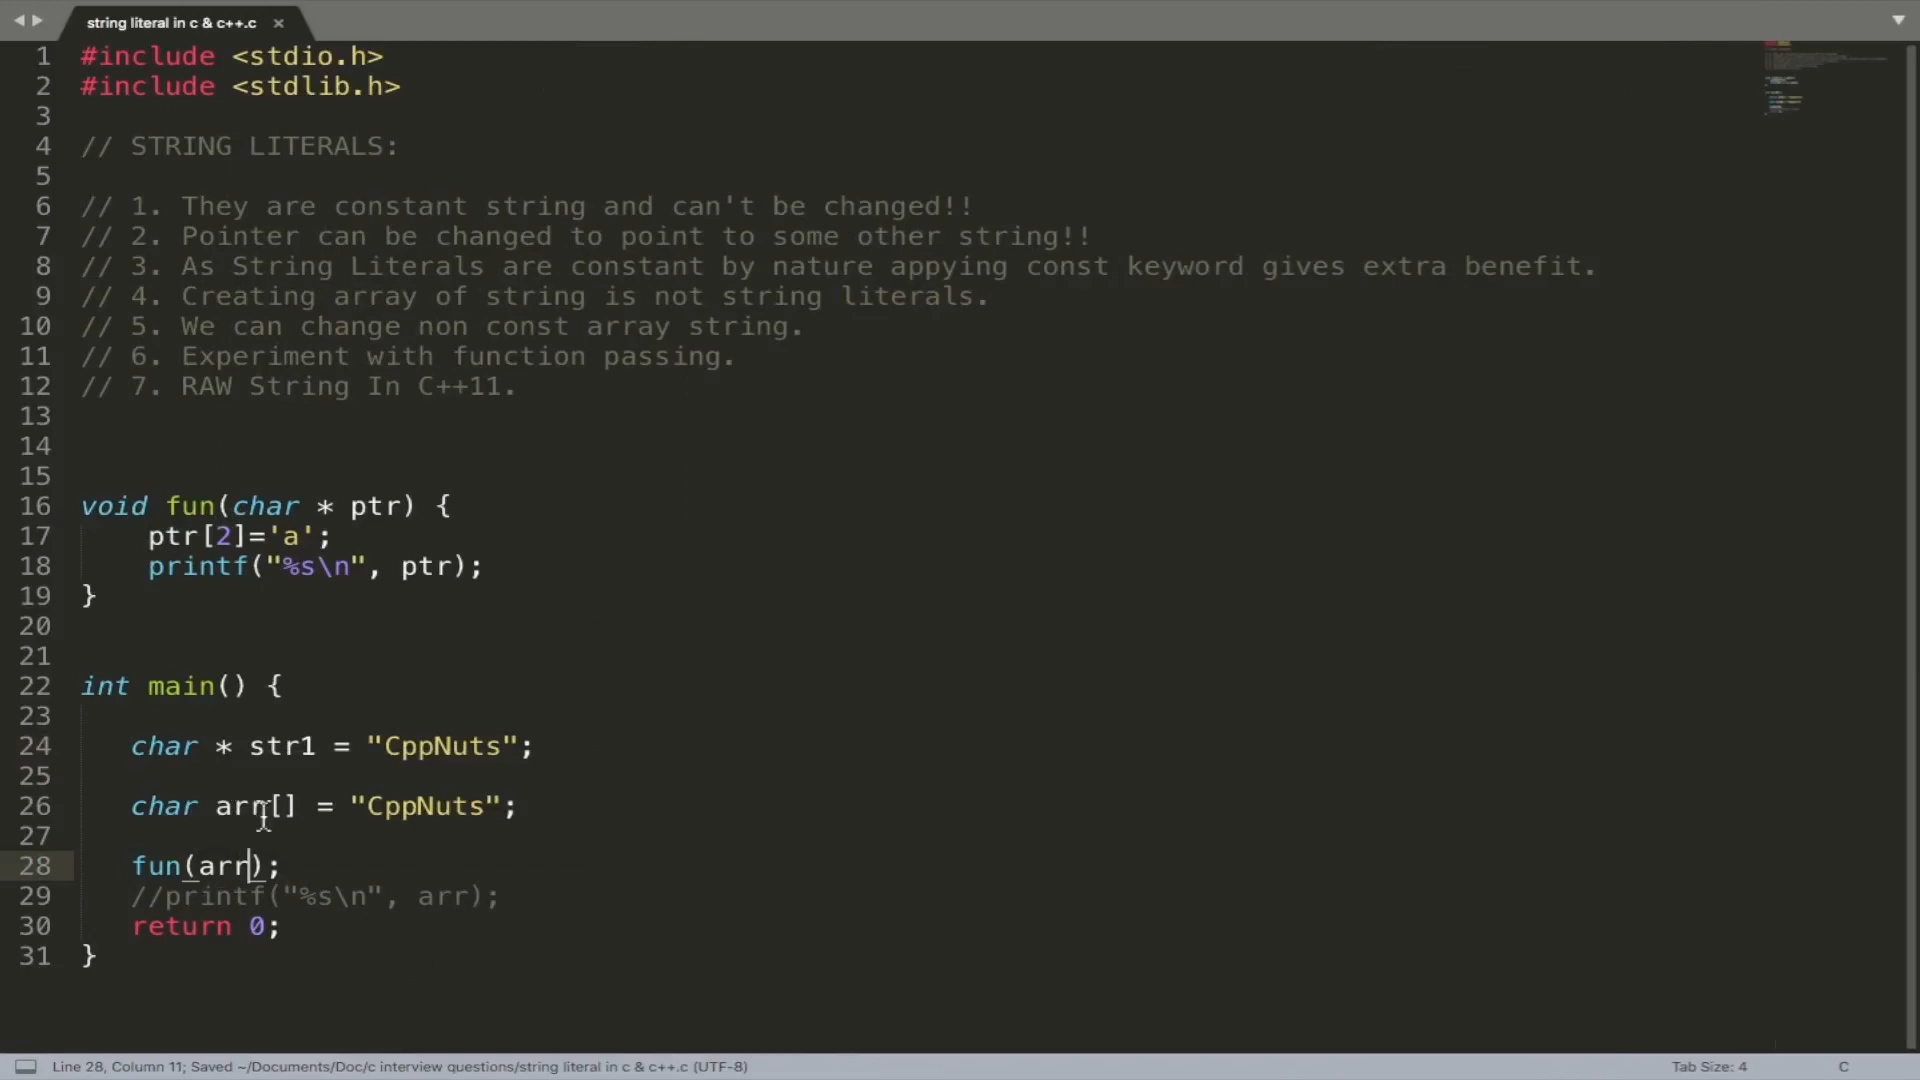 string literal in c & c++.c ×
1 #include <stdio.h>
2 #include <stdlib.h>
3
4 // STRING LITERALS:
5
6 // 1. They are constant string and can't be changed!!
7 // 2. Pointer can be changed to point to some other string!!
8 // 3. As String Literals are constant by nature appying const keyword gives extra benefit.
9 // 4. Creating array of string is not string literals.
10 // 5. We can change non const array string.
11 // 6. Experiment with function passing.
12 // 7. RAW String In C++11.
13
14
15
16 void fun(char * ptr) {
17     ptr[2]='a';
18     printf("%s\n", ptr);
19 }
20
21
22 int main() {
23
24    char * str1 = "CppNuts";
25
26    char arr[] = "CppNuts";
27
28    fun(arr);
29    //printf("%s\n", arr);
30    return 0;
31 }
Line 28, Column 11; Saved ~/Documents/Doc/c interview questions/string literal in c & c++.c (UTF-8) Tab Size: 4 C